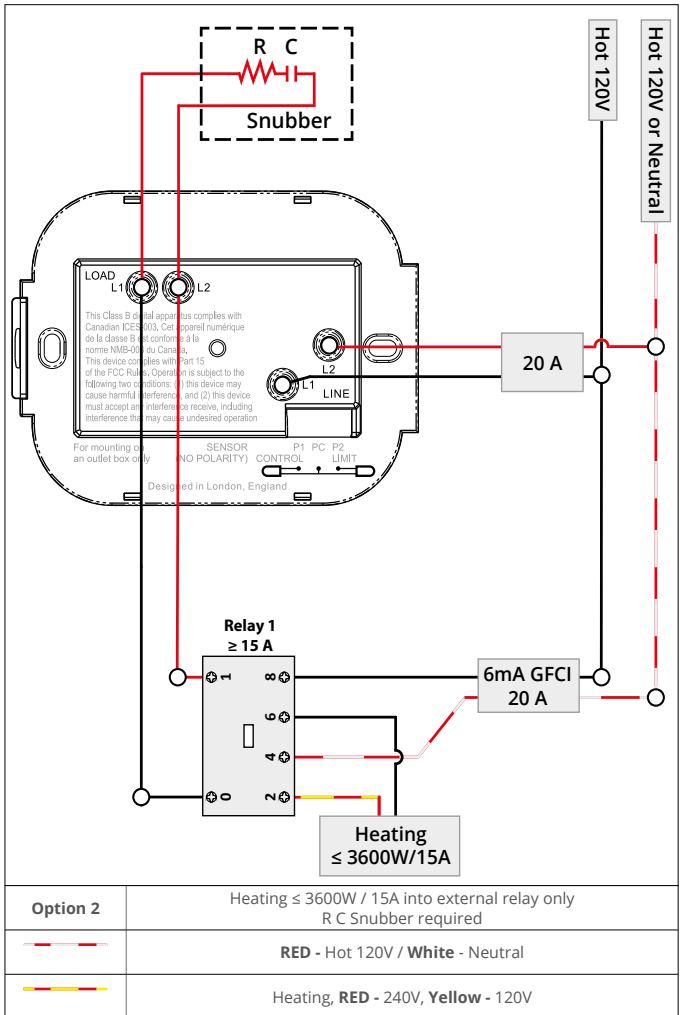 R C
Snubber
Hot 120V
Hot 120V or Neutral
LOAD
L1
L2
This Class B digital apparatus complies with
Canadian ICES-003, Cet appareil numérique
de la classe B est conforme à la
norme NMB-003 du Canada.
This device complies with Part 15
of the FCC Rules. Operation is subject to the
following two conditions: (1) this device may
cause harmful interference, and (2) this device
must accept any interference receive, including
interference that may cause undesired operation
L2
L1
LINE
20 A
For mounting on
an outlet box only
SENSOR
(NO POLARITY)
CONTROL
P1 PC P2
LIMIT
Designed in London, England
Relay 1
≥ 15 A
1
8
6
4
0
2
6mA GFCI
20 A
Heating
≤ 3600W/15A
Option 2
Heating ≤ 3600W / 15A into external relay only
R C Snubber required
RED - Hot 120V / White - Neutral
Heating, RED - 240V, Yellow - 120V